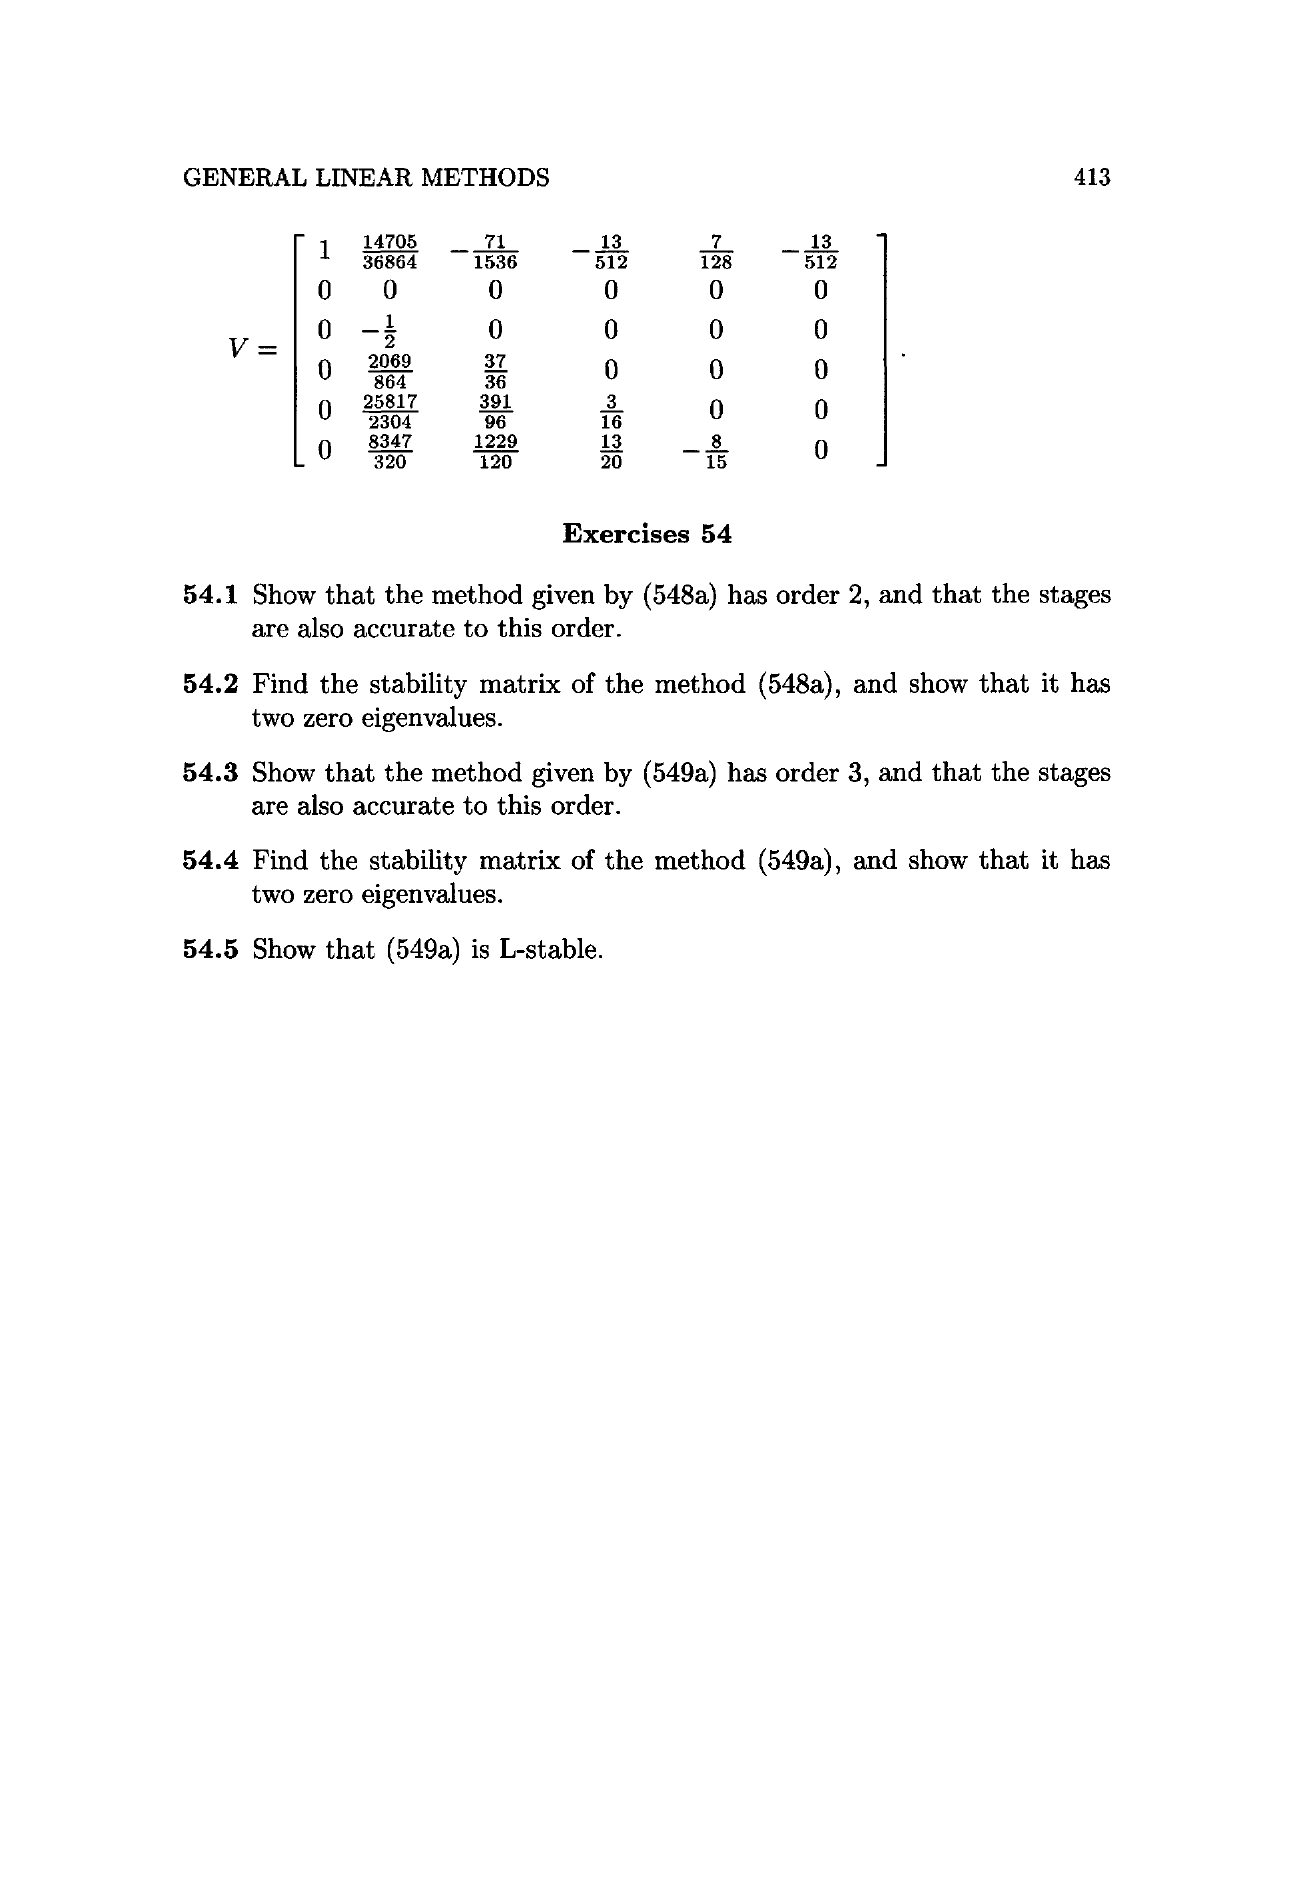 GENERAL LINEAR METHODS 413
V = [ 1 14705/36864 −71/1536 −13/512 7/128 −13/512
0 0 0 0 0 0
0 −1/2 0 0 0 0
0 2069/864 37/36 0 0 0
0 25817/2304 391/96 3/16 0 0
0 8347/320 1229/120 13/20 −8/15 0 ] .
Exercises 54
54.1 Show that the method given by (548a) has order 2, and that the stages
are also accurate to this order.
54.2 Find the stability matrix of the method (548a), and show that it has
two zero eigenvalues.
54.3 Show that the method given by (549a) has order 3, and that the stages
are also accurate to this order.
54.4 Find the stability matrix of the method (549a), and show that it has
two zero eigenvalues.
54.5 Show that (549a) is L-stable.